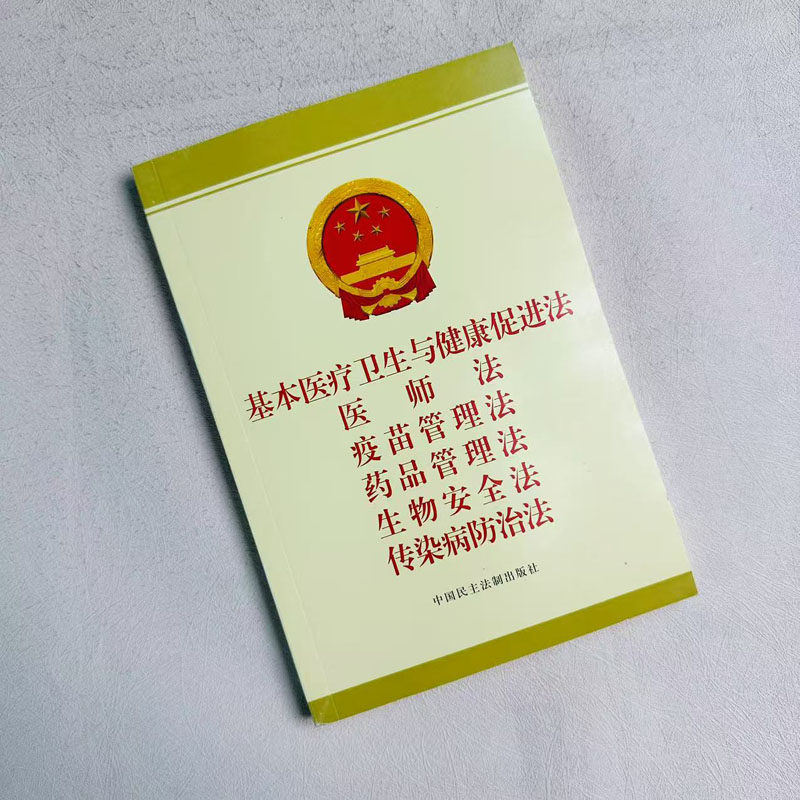 基本医疗卫生与健康促进法
医师法
疫苗管理法
药品管理法
生物安全法
传染病防治法
中国民主法制出版社